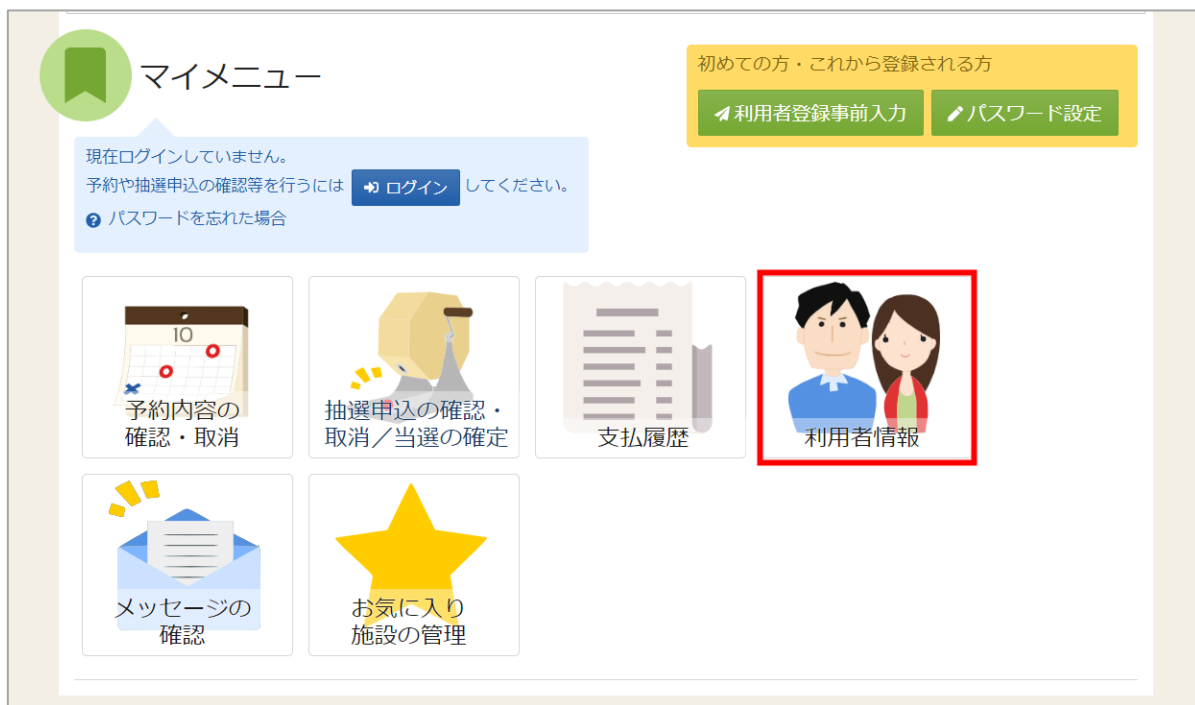 マイメニュー
初めての方・これから登録される方
利用者登録事前入力
パスワード設定
現在ログインしていません。
予約や抽選申込の確認等を行うには ログイン してください。
パスワードを忘れた場合
10
予約内容の
確認・取消
抽選申込の確認・
取消／当選の確定
支払履歴
利用者情報
メッセージの
確認
お気に入り
施設の管理